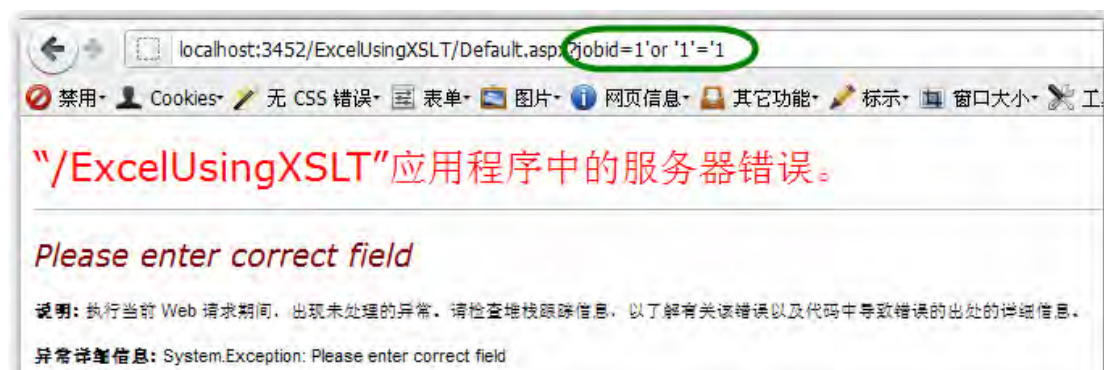 localhost:3452/ExcelUsingXSLT/Default.aspx?jobid=1'or '1'='1
禁用 Cookies 无 CSS 错误 表单 图片 网页信息 其它功能 标示 窗口大小 工
“/ExcelUsingXSLT”应用程序中的服务器错误。
Please enter correct field
说明: 执行当前 Web 请求期间，出现未处理的异常。请检查堆栈跟踪信息，以了解有关该错误以及代码中导致错误的出处的详细信息。
异常详细信息: System.Exception: Please enter correct field